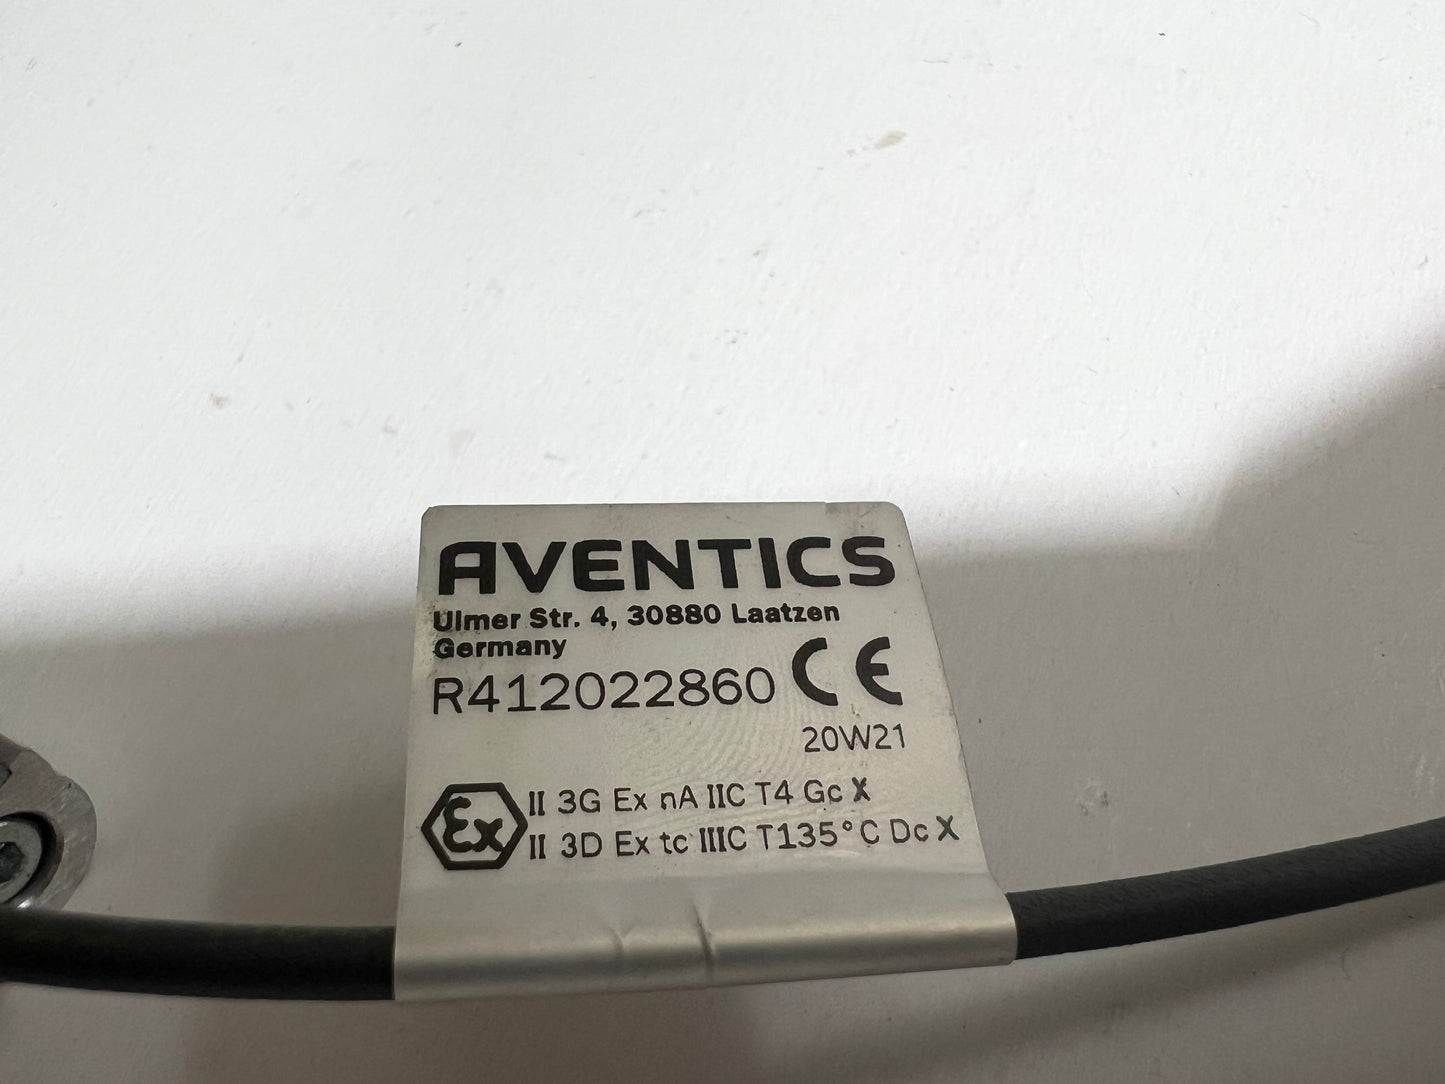 AVENTICS
Ulmer Str. 4, 30880 Laatzen
Germany
R412022860 CE
20W21
Ex II 3G Ex nA IIC T4 Gc X
II 3D Ex tc IIIC T135°C Dc X